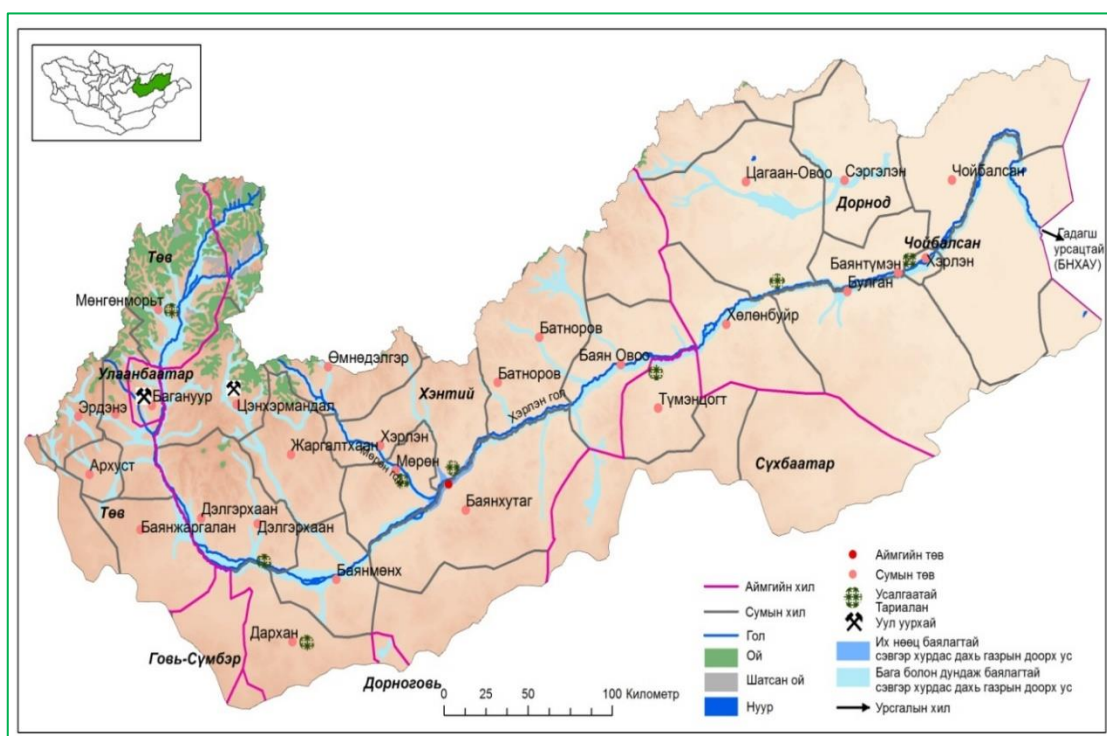 Цагаан-Овоо
Сэргэлэн
Чойбалсан
Дорнод
Гадагш
урсацтай
(БНХАУ)
Чойбалсан
Баянтүмэн
Хэрлэн
Булган
Төв
Мөнгөнморьт
Хөлөнбуйр
Батноров
Өмнөдэлгэр
Баян Овоо
Улаанбаатар
Батноров
Хэнтий
Багануур
Цэнхэрмандал
Эрдэнэ
Түмэнцогт
Хэрлэн гол
Хэрлэн
Жаргалтхаан
Мөрөн
Мөрөн гол
Архуст
Сүхбаатар
Төв
Дэлгэрхаан
Баянхутаг
Баянжаргалан
Дэлгэрхаан
Баянмөнх
Дархан
Говь-Сүмбэр
Дорноговь
Аймгийн хил
Сумын хил
Гол
Ой
Шатсан ой
Нуур
Аймгийн төв
Сумын төв
Усалгаатай
Тариалан
Уул уурхай
Их нөөц баялагтай
сэвгэр хурдас дахь газрын доорх ус
Бага болон дундаж баялагтай
сэвгэр хурдас дахь газрын доорх ус
Урсгалын хил
0 25 50 100 Километр